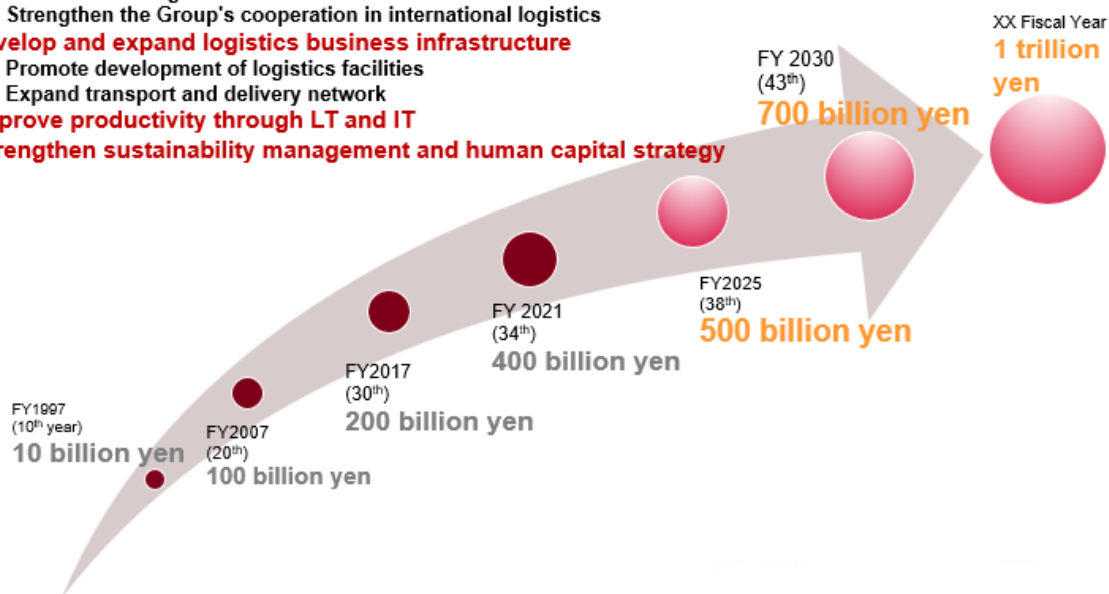 Strengthen the Group's cooperation in international logistics
velop and expand logistics business infrastructure
Promote development of logistics facilities
Expand transport and delivery network
prove productivity through LT and IT
rengthen sustainability management and human capital strategy
XX Fiscal Year
1 trillion
yen
FY 2030
(43th)
700 billion yen
FY2025
(38th)
500 billion yen
FY 2021
(34th)
400 billion yen
FY2017
(30th)
200 billion yen
FY2007
(20th)
100 billion yen
FY1997
(10th year)
10 billion yen